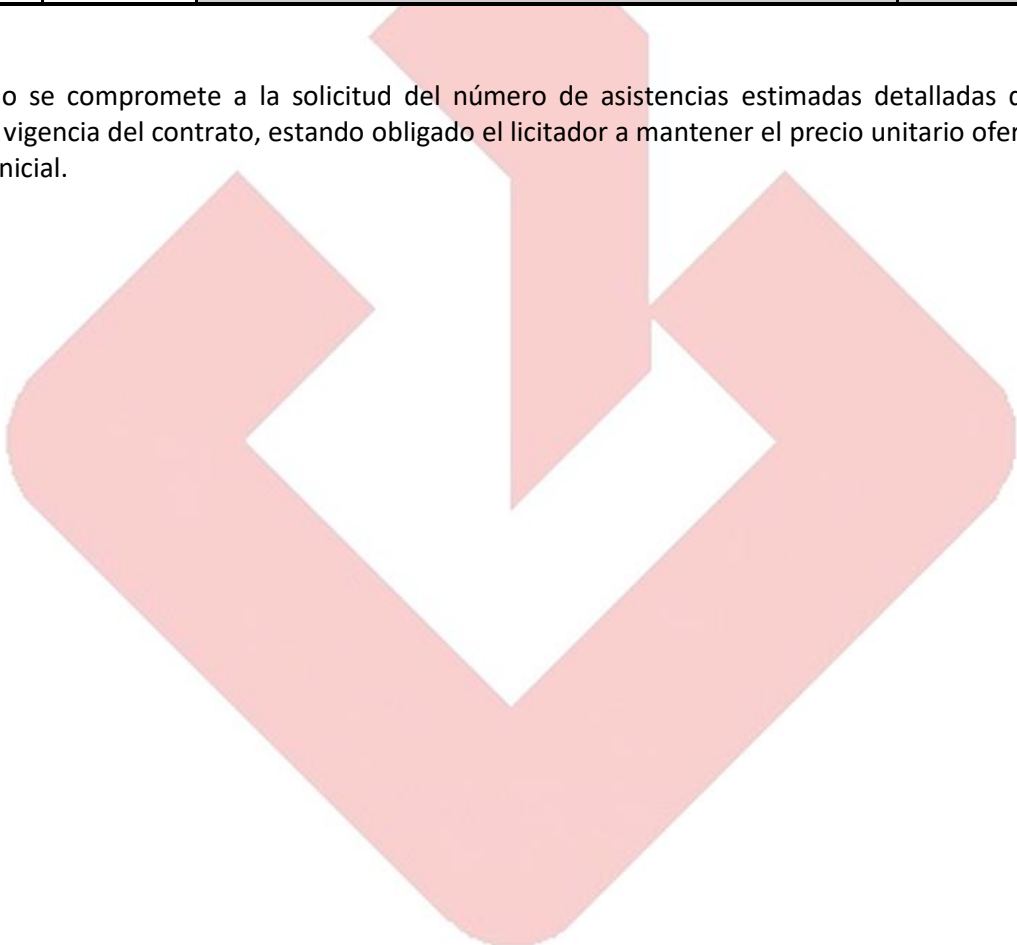 o se compromete a la solicitud del número de asistencias estimadas detalladas
vigencia del contrato, estando obligado el licitador a mantener el precio unitario ofer
nicial.